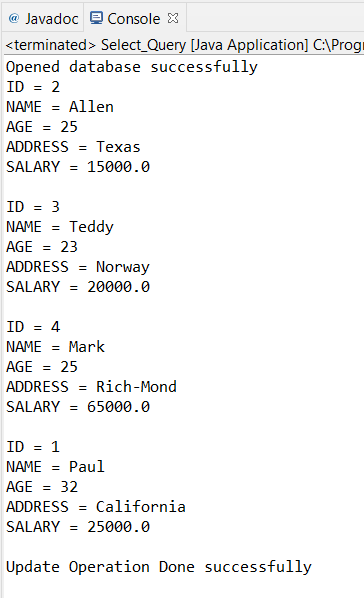 @ Javadoc Console
<terminated> Select_Query [Java Application] C:\Progr
Opened database successfully
ID = 2
NAME = Allen
AGE = 25
ADDRESS = Texas
SALARY = 15000.0
ID = 3
NAME = Teddy
AGE = 23
ADDRESS = Norway
SALARY = 20000.0
ID = 4
NAME = Mark
AGE = 25
ADDRESS = Rich-Mond
SALARY = 65000.0
ID = 1
NAME = Paul
AGE = 32
ADDRESS = California
SALARY = 25000.0
Update Operation Done successfully